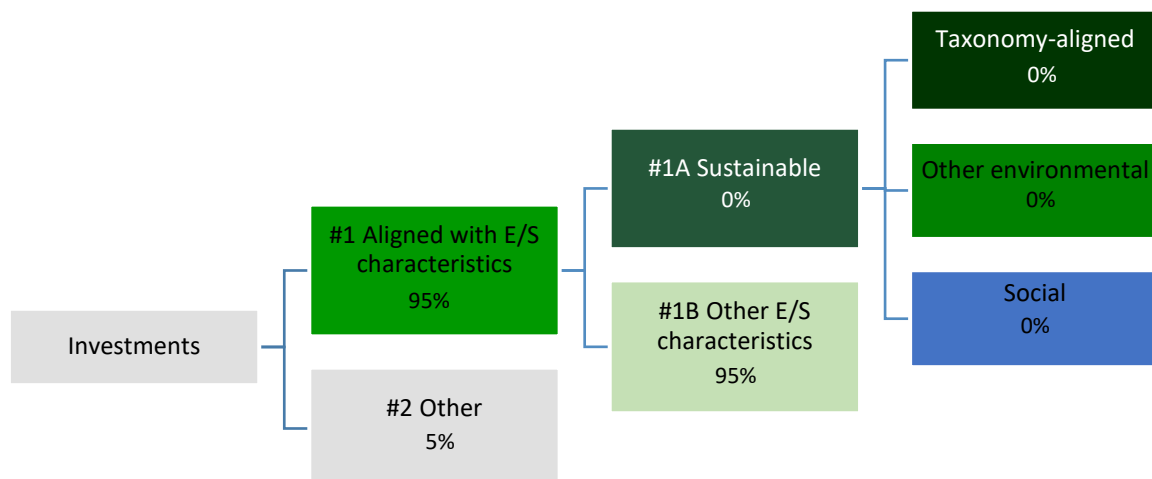 Investments
#1 Aligned with E/S
characteristics
95%
#2 Other
5%
#1A Sustainable
0%
#1B Other E/S
characteristics
95%
Taxonomy-aligned
0%
Other environmental
0%
Social
0%